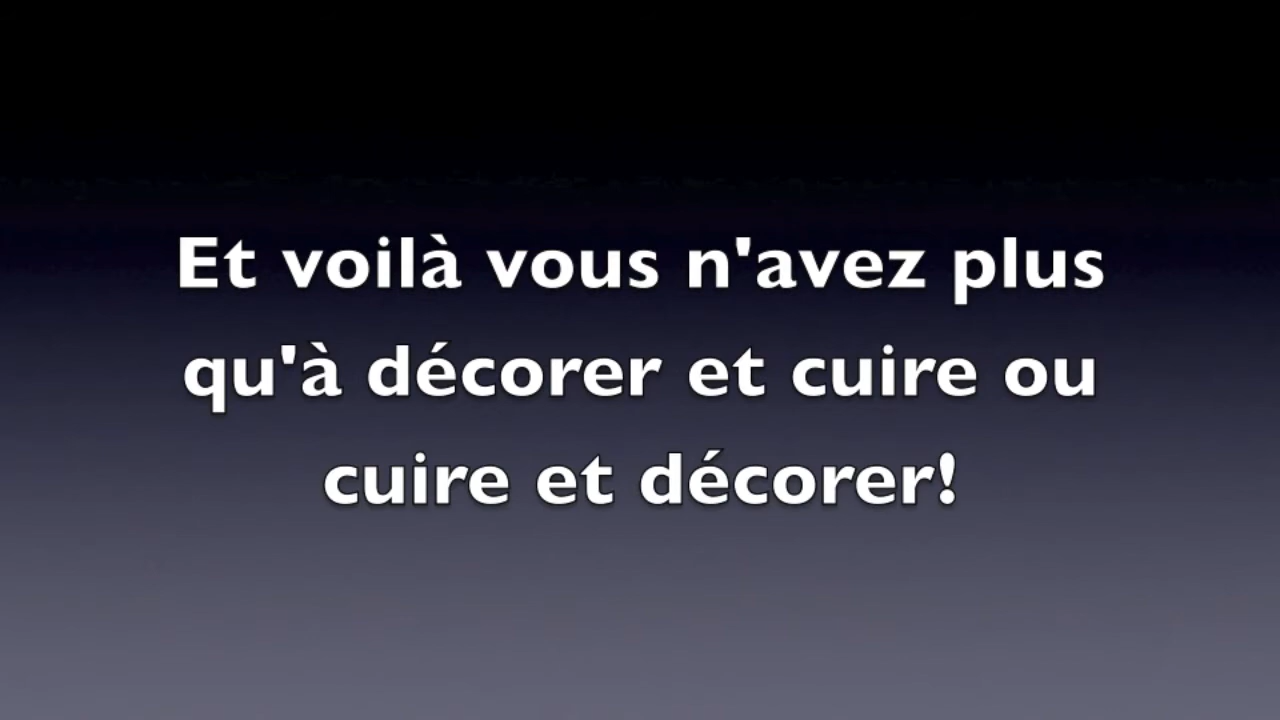 Et voilà vous n'avez plus
qu'à décorer et cuire ou
cuire et décorer!